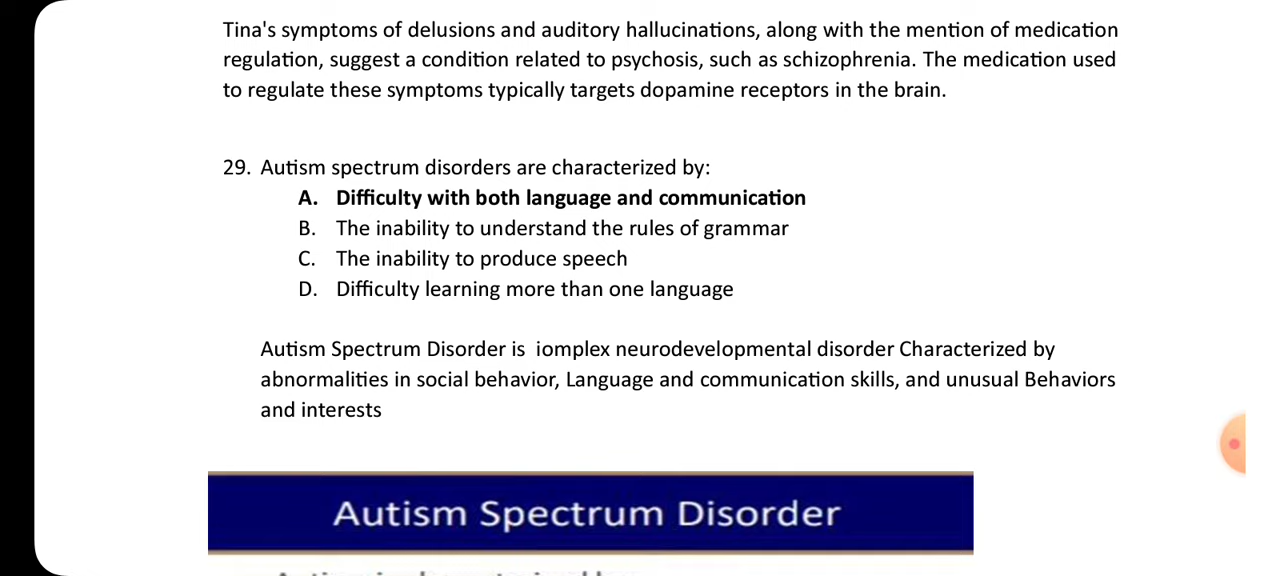 Tina's symptoms of delusions and auditory hallucinations, along with the mention of medication
regulation, suggest a condition related to psychosis, such as schizophrenia. The medication used
to regulate these symptoms typically targets dopamine receptors in the brain.
29. Autism spectrum disorders are characterized by:
A. Difficulty with both language and communication
B. The inability to understand the rules of grammar
C. The inability to produce speech
D. Difficulty learning more than one language
Autism Spectrum Disorder is iomplex neurodevelopmental disorder Characterized by
abnormalities in social behavior, Language and communication skills, and unusual Behaviors
and interests
Autism Spectrum Disorder